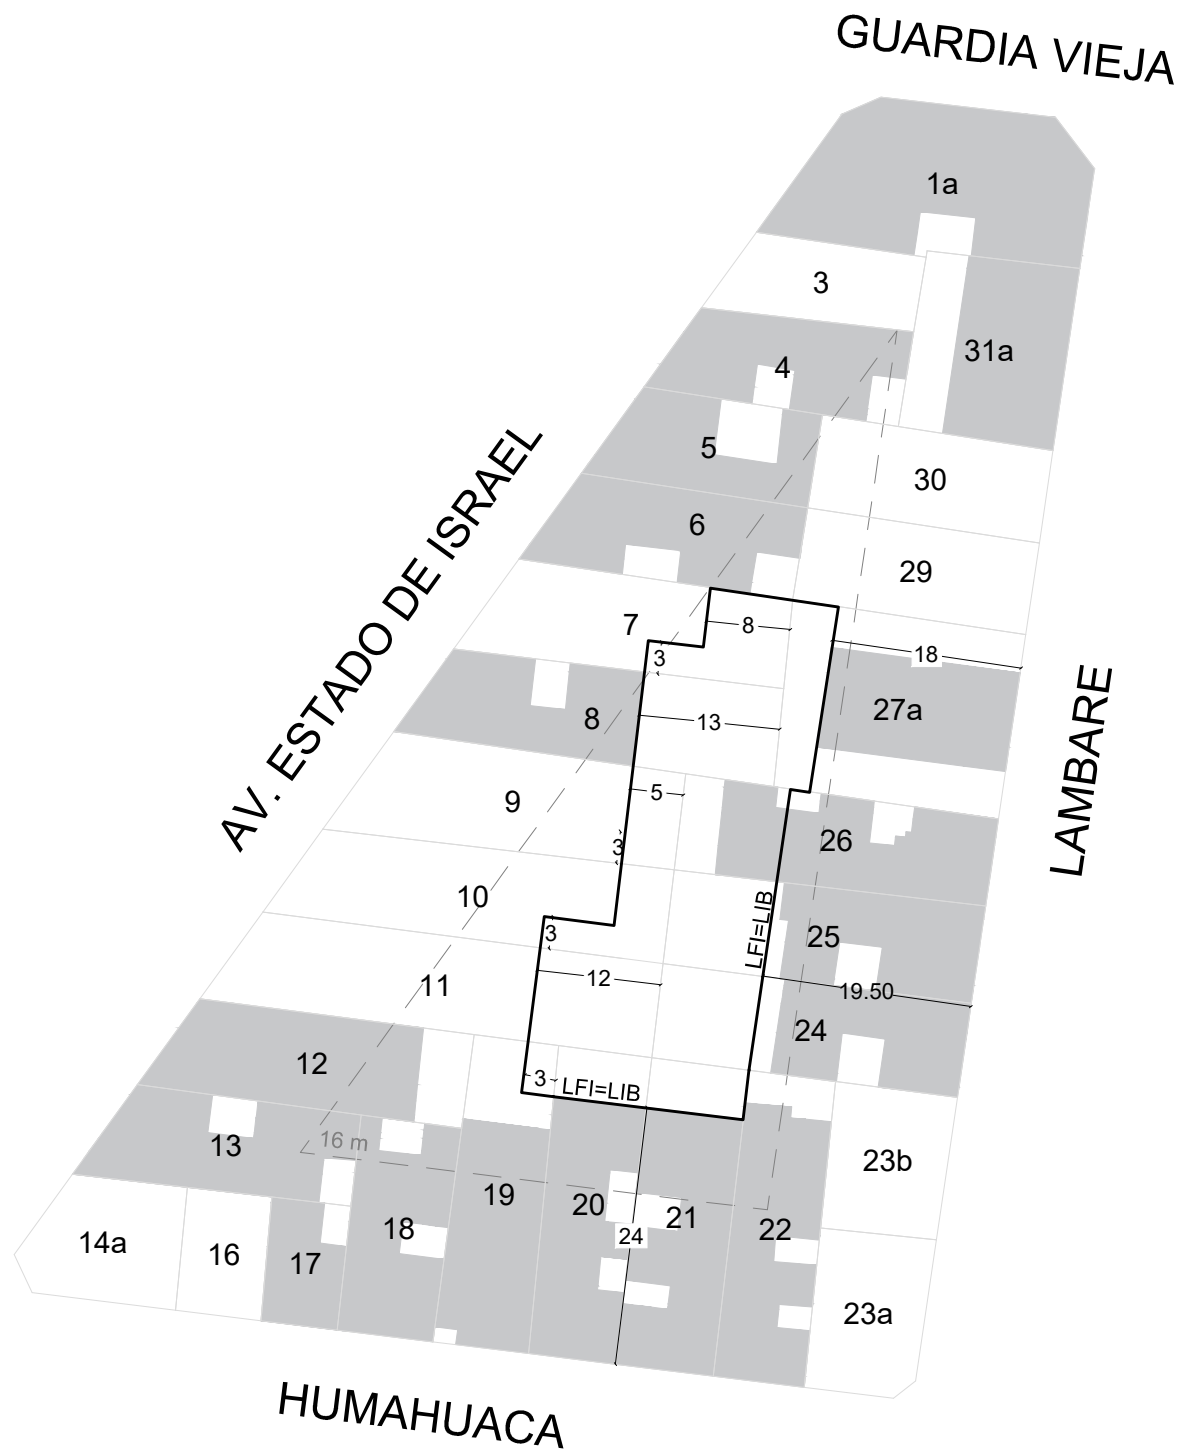 GUARDIA VIEJA
1a
3
31a
4
5
30
6
29
7
8
3
18
27a
8
13
9
5
26
3
10
LFI=LIB
25
3
11
12
19.50
24
12
3
LFI=LIB
13
16 m
23b
19
20
21
18
22
24
14a
16
17
23a
AV. ESTADO DE ISRAEL
LAMBARE
HUMAHUACA